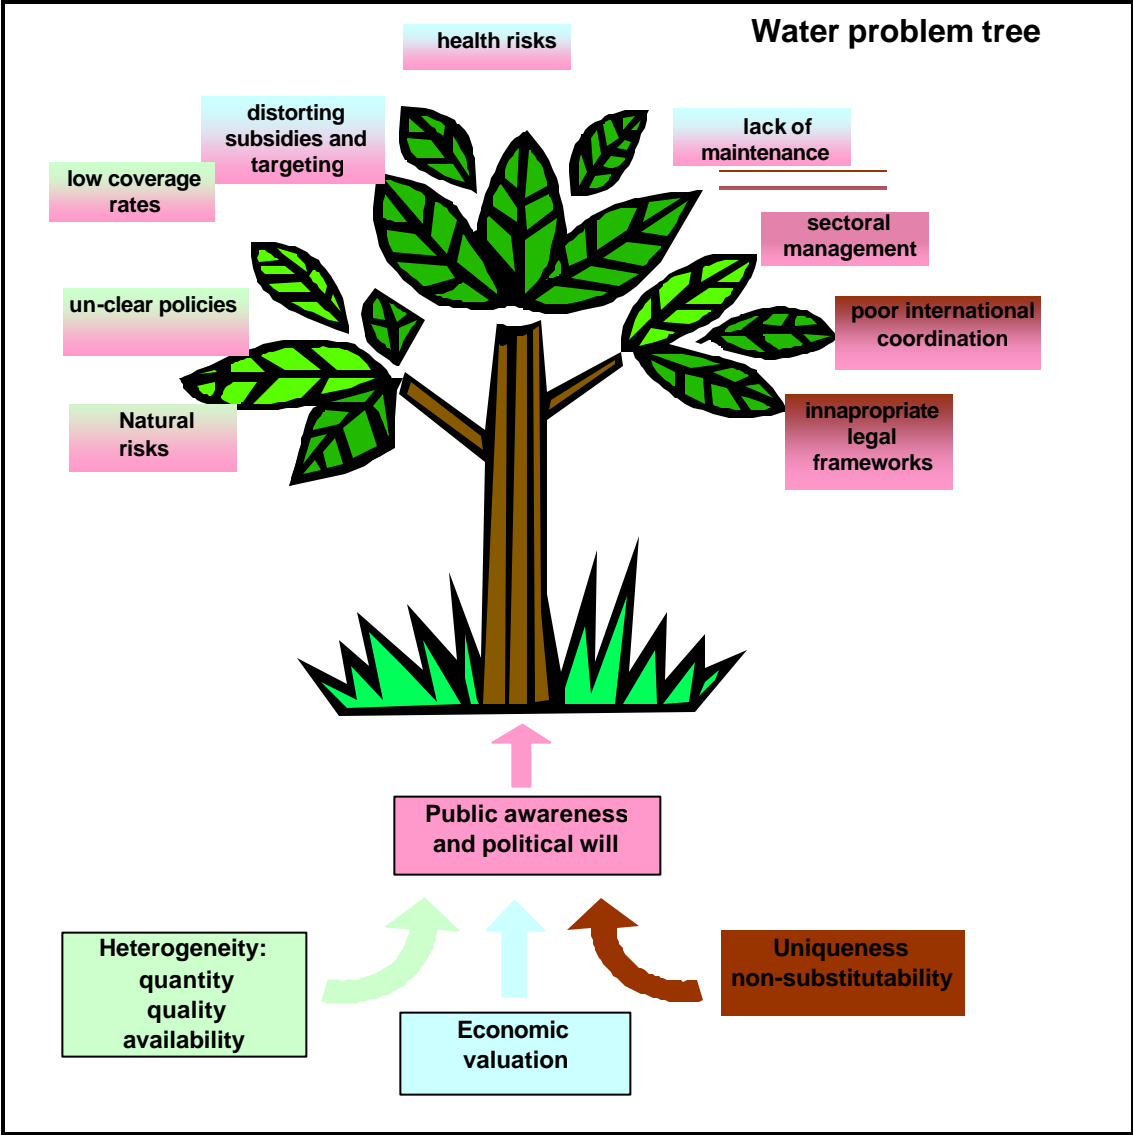 Water problem tree
health risks
distorting
subsidies and
targeting
lack of
maintenance
low coverage
rates
sectoral
management
un-clear policies
poor international
coordination
Natural
risks
innapropriate
legal
frameworks
Public awareness
and political will
Heterogeneity:
quantity
quality
availability
Economic
valuation
Uniqueness
non-substitutability